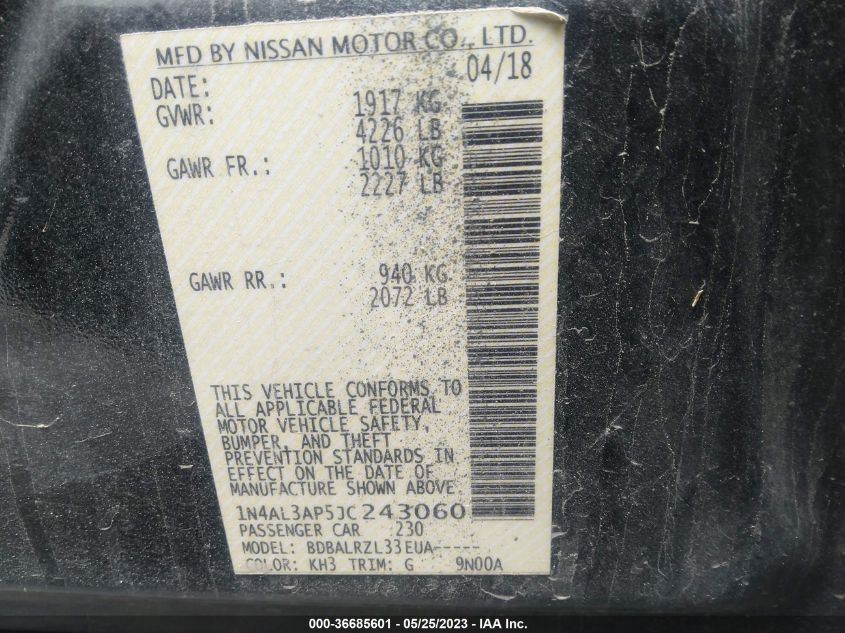 MFD BY NISSAN MOTOR CO., LTD.
DATE: 04/18
GVWR: 1917 KG
4226 LB
GAWR FR.: 1010 KG
2227 LB
GAWR RR.: 940 KG
2072 LB
THIS VEHICLE CONFORMS TO
ALL APPLICABLE FEDERAL
MOTOR VEHICLE SAFETY,
BUMPER, AND THEFT
PREVENTION STANDARDS IN
EFFECT ON THE DATE OF
MANUFACTURE SHOWN ABOVE
1N4AL3AP5JC243060
PASSENGER CAR 230
MODEL: BDBALRZL33EUA-----
COLOR: KH3 TRIM: G 9N00A
000-36685601 - 05/25/2023 - IAA Inc.